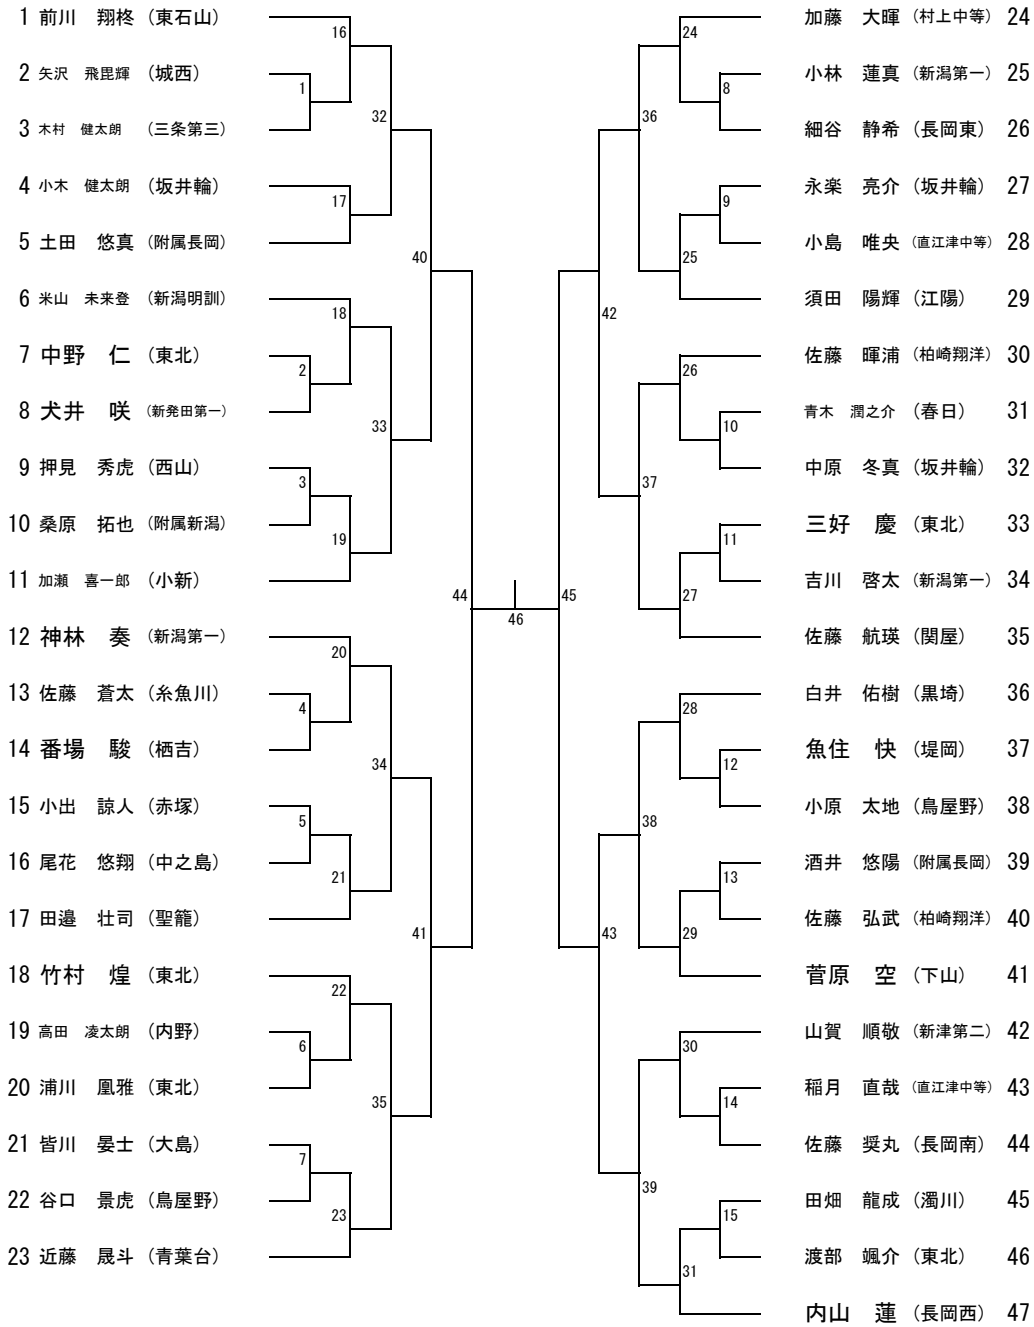 1 前川 翔柊 (東石山)
2 矢沢 飛毘輝 (城西)
3 木村 健太朗 (三条第三)
4 小木 健太朗 (坂井輪)
5 土田 悠真 (附属長岡)
6 米山 未来登 (新潟明訓)
7 中野 仁 (東北)
8 犬井 咲 (新発田第一)
9 押見 秀虎 (西山)
10 桑原 拓也 (附属新潟)
11 加瀬 喜一郎 (小新)
12 神林 奏 (新潟第一)
13 佐藤 蒼太 (糸魚川)
14 番場 駿 (栖吉)
15 小出 諒人 (赤塚)
16 尾花 悠翔 (中之島)
17 田邉 壮司 (聖籠)
18 竹村 煌 (東北)
19 高田 凌太朗 (内野)
20 浦川 凰雅 (東北)
21 皆川 晏士 (大島)
22 谷口 景虎 (鳥屋野)
23 近藤 晟斗 (青葉台)
16
1
32
17
40
18
2
33
3
19
44
20
4
34
5
21
41
22
6
35
7
23
46
24
8
36
9
25
42
26
10
37
11
27
45
28
12
38
13
29
43
30
14
39
15
31
加藤 大暉 (村上中等) 24
小林 蓮真 (新潟第一) 25
細谷 静希 (長岡東) 26
永楽 亮介 (坂井輪) 27
小島 唯央 (直江津中等) 28
須田 陽輝 (江陽) 29
佐藤 暉浦 (柏崎翔洋) 30
青木 潤之介 (春日) 31
中原 冬真 (坂井輪) 32
三好 慶 (東北) 33
吉川 啓太 (新潟第一) 34
佐藤 航瑛 (関屋) 35
白井 佑樹 (黒埼) 36
魚住 快 (堤岡) 37
小原 太地 (鳥屋野) 38
酒井 悠陽 (附属長岡) 39
佐藤 弘武 (柏崎翔洋) 40
菅原 空 (下山) 41
山賀 順敬 (新津第二) 42
稲月 直哉 (直江津中等) 43
佐藤 奨丸 (長岡南) 44
田畑 龍成 (濁川) 45
渡部 颯介 (東北) 46
内山 蓮 (長岡西) 47